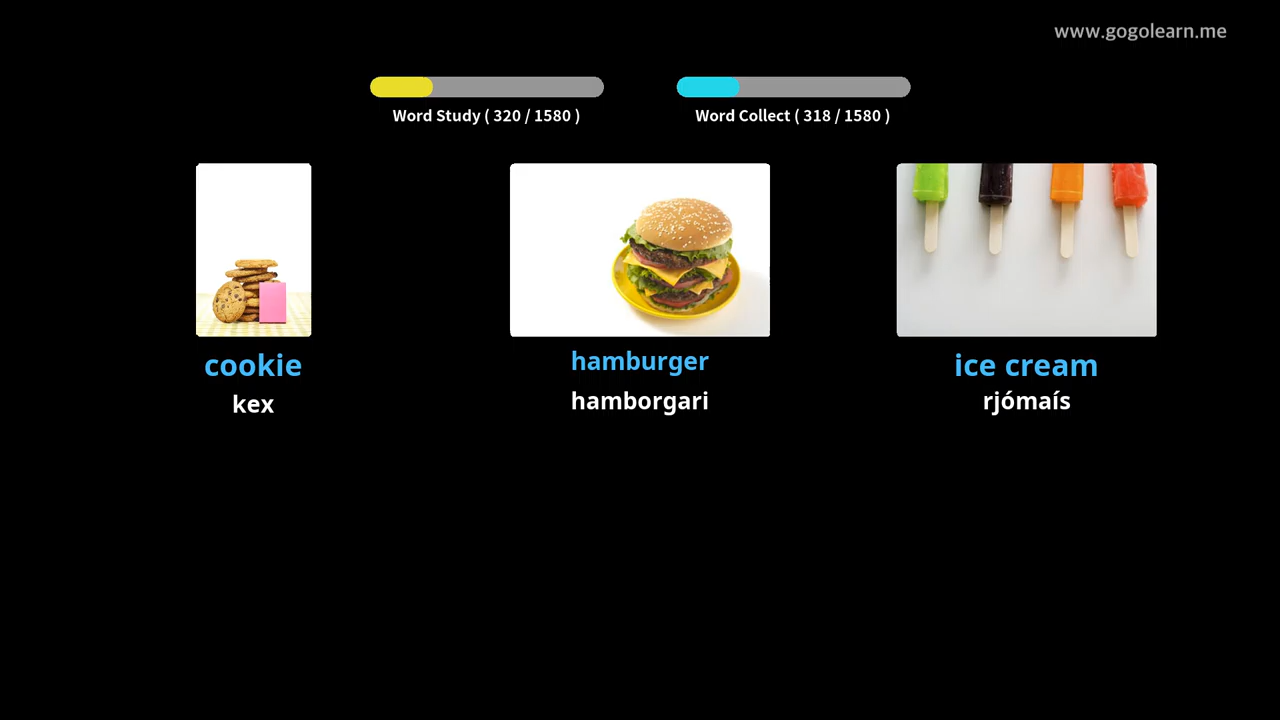 www.gogolearn.me
Word Study ( 320 / 1580 )
Word Collect ( 318 / 1580 )
cookie
kex
hamburger
hamborgari
ice cream
rjómaís